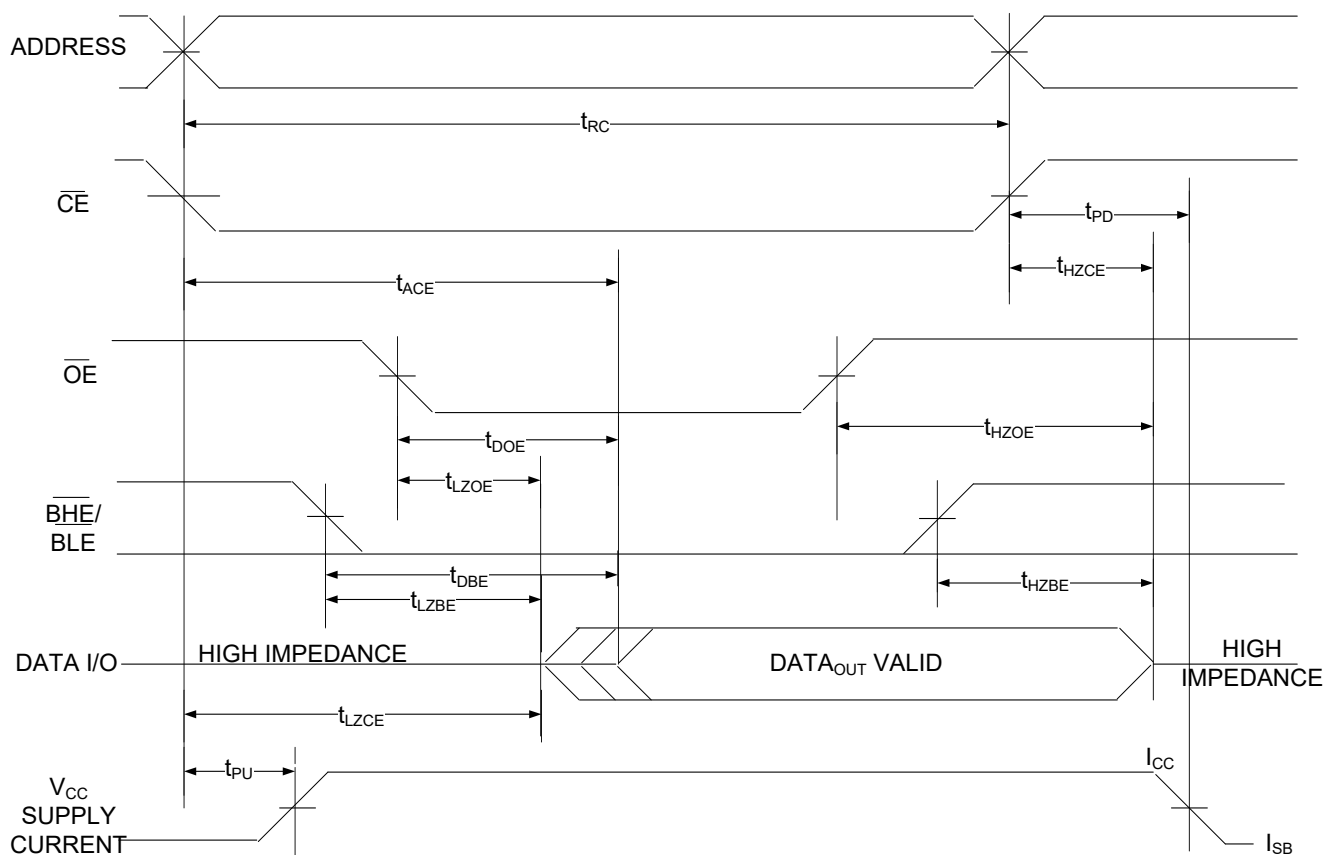 ADDRESS
tRC
CE
tPD
tHZCE
tACE
OE
tDOE
tHZOE
tLZOE
BHE/
BLE
tDBE
tHZBE
tLZBE
DATA I/O
HIGH IMPEDANCE
DATAOUT VALID
HIGH
IMPEDANCE
tLZCE
tPU
ICC
VCC
SUPPLY
CURRENT
ISB